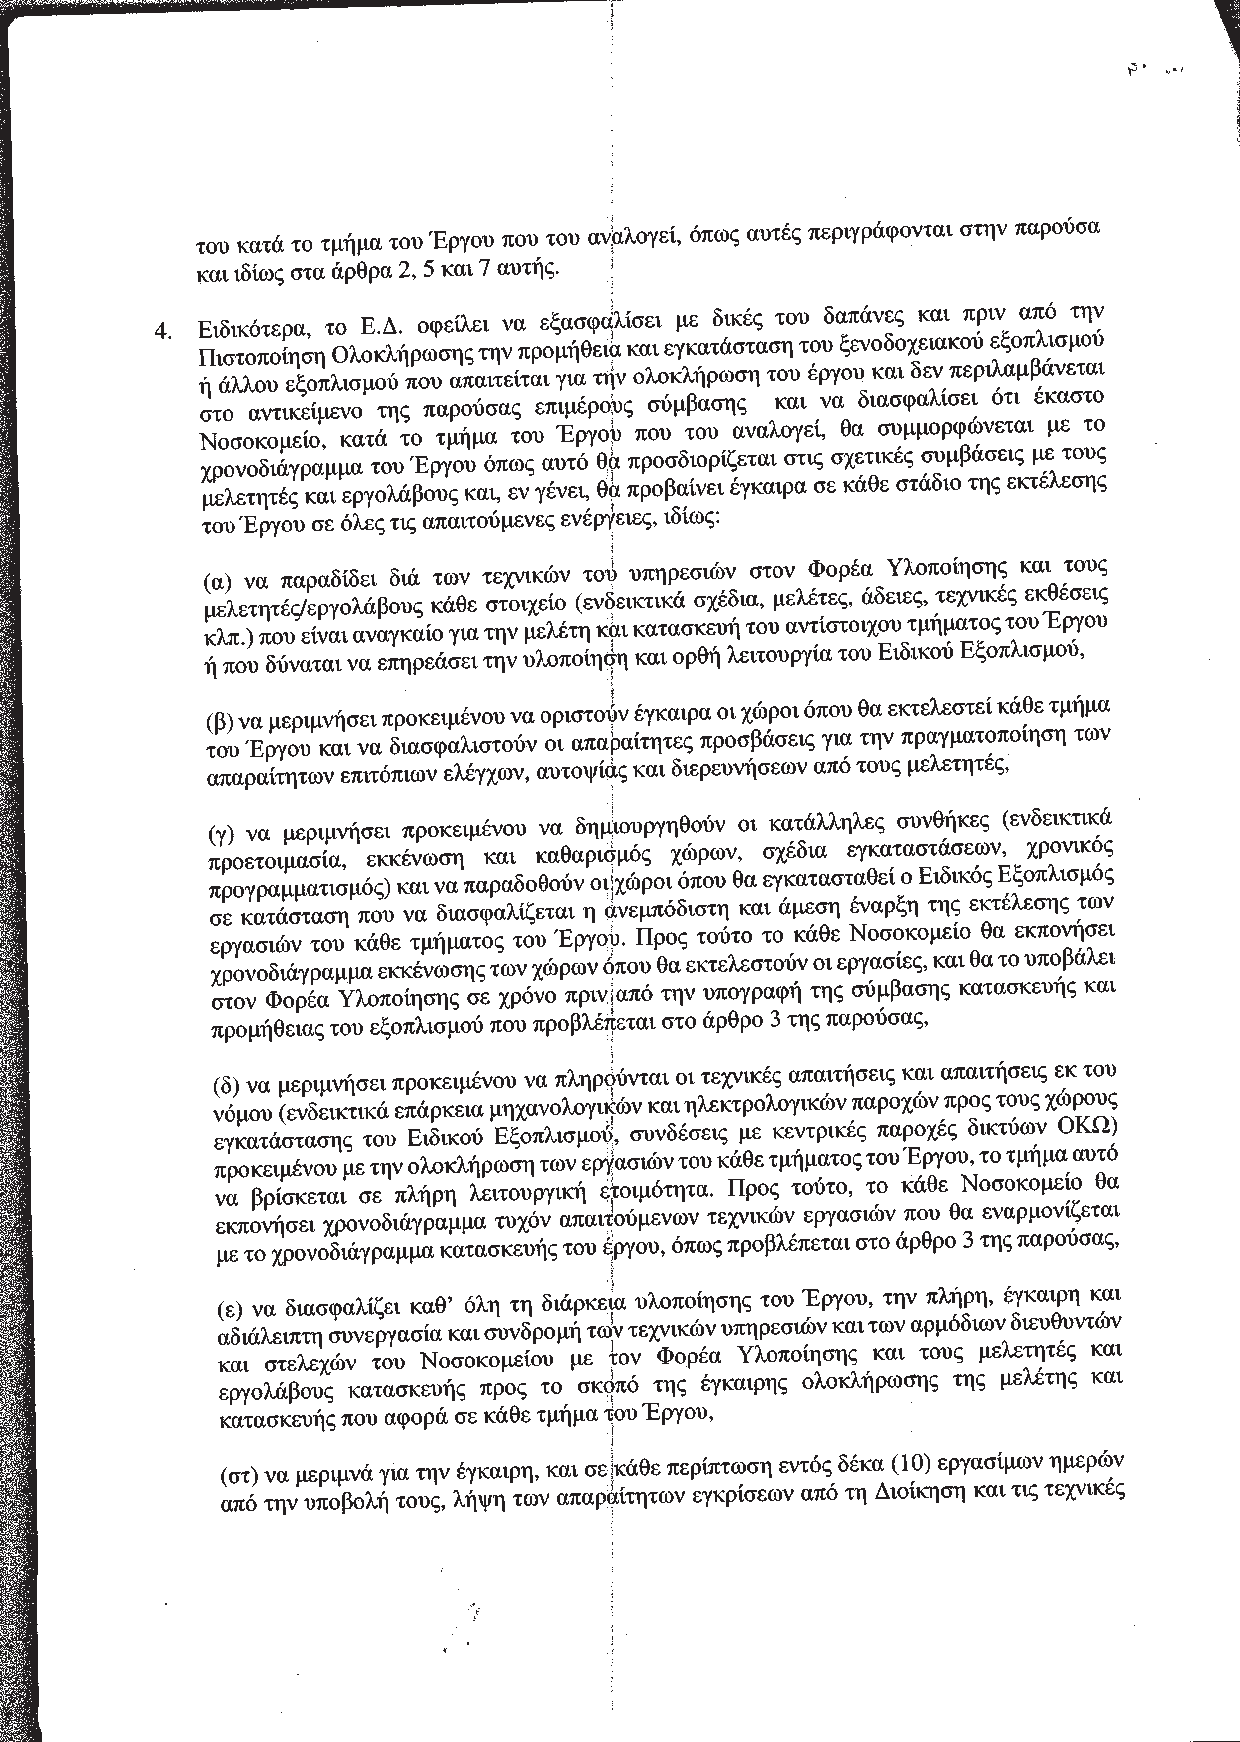 του κατά το τμήμα του Έργου που του αναλογεί, όπως αυτές περιγράφονται στην παρούσα
και ιδίως στα άρθρα 2, 5 και 7 αυτής.
4. Ειδικότερα, το Ε.Δ. οφείλει να εξασφαλίσει με δικές του δαπάνες και πριν από την
Πιστοποίηση Ολοκλήρωσης την προμήθεια και εγκατάσταση του ξενοδοχειακού εξοπλισμού
ή άλλου εξοπλισμού που απαιτείται για την ολοκλήρωση του έργου και δεν περιλαμβάνεται
στο αντικείμενο της παρούσας επιμέρους σύμβασης και να διασφαλίσει ότι έκαστο
Νοσοκομείο, κατά το τμήμα του Έργου που του αναλογεί, θα συμμορφώνεται με το
χρονοδιάγραμμα του Έργου όπως αυτό θα προσδιορίζεται στις σχετικές συμβάσεις με τους
μελετητές και εργολάβους και, εν γένει, θα προβαίνει έγκαιρα σε κάθε στάδιο της εκτέλεσης
του Έργου σε όλες τις απαιτούμενες ενέργειες, ιδίως:
(α) να παραδίδει διά των τεχνικών του υπηρεσιών στον Φορέα Υλοποίησης και τους
μελετητές/εργολάβους κάθε στοιχείο (ενδεικτικά σχέδια, μελέτες, άδειες, τεχνικές εκθέσεις
κλπ.) που είναι αναγκαίο για την μελέτη και κατασκευή του αντίστοιχου τμήματος του Έργου
ή που δύναται να επηρεάσει την υλοποίηση και ορθή λειτουργία του Ειδικού Εξοπλισμού,
(β) να μεριμνήσει προκειμένου να οριστούν έγκαιρα οι χώροι όπου θα εκτελεστεί κάθε τμήμα
του Έργου και να διασφαλιστούν οι απαραίτητες προσβάσεις για την πραγματοποίηση των
απαραίτητων επιτόπιων ελέγχων, αυτοψίας και διερευνήσεων από τους μελετητές,
(γ) να μεριμνήσει προκειμένου να δημιουργηθούν οι κατάλληλες συνθήκες (ενδεικτικά
προετοιμασία, εκκένωση και καθαρισμός χώρων, σχέδια εγκαταστάσεων, χρονικός
προγραμματισμός) και να παραδοθούν οι χώροι όπου θα εγκατασταθεί ο Ειδικός Εξοπλισμός
σε κατάσταση που να διασφαλίζεται η ανεμπόδιστη και άμεση έναρξη της εκτέλεσης των
εργασιών του κάθε τμήματος του Έργου. Προς τούτο το κάθε Νοσοκομείο θα εκπονήσει
χρονοδιάγραμμα εκκένωσης των χώρων όπου θα εκτελεστούν οι εργασίες, και θα το υποβάλει
στον Φορέα Υλοποίησης σε χρόνο πριν από την υπογραφή της σύμβασης κατασκευής και
προμήθειας του εξοπλισμού που προβλέπεται στο άρθρο 3 της παρούσας,
(δ) να μεριμνήσει προκειμένου να πληρούνται οι τεχνικές απαιτήσεις και απαιτήσεις εκ του
νόμου (ενδεικτικά επάρκεια μηχανολογικών και ηλεκτρολογικών παροχών προς τους χώρους
εγκατάστασης του Ειδικού Εξοπλισμού, συνδέσεις με κεντρικές παροχές δικτύων ΟΚΩ)
προκειμένου με την ολοκλήρωση των εργασιών του κάθε τμήματος του Έργου, το τμήμα αυτό
να βρίσκεται σε πλήρη λειτουργική ετοιμότητα. Προς τούτο, το κάθε Νοσοκομείο θα
εκπονήσει χρονοδιάγραμμα τυχόν απαιτούμενων τεχνικών εργασιών που θα εναρμονίζεται
με το χρονοδιάγραμμα κατασκευής του έργου, όπως προβλέπεται στο άρθρο 3 της παρούσας,
(ε) να διασφαλίζει καθ’ όλη τη διάρκεια υλοποίησης του Έργου, την πλήρη, έγκαιρη και
αδιάλειπτη συνεργασία και συνδρομή των τεχνικών υπηρεσιών και των αρμόδιων διευθυντών
και στελεχών του Νοσοκομείου με τον Φορέα Υλοποίησης και τους μελετητές και
εργολάβους κατασκευής προς το σκοπό της έγκαιρης ολοκλήρωσης της μελέτης και
κατασκευής που αφορά σε κάθε τμήμα του Έργου,
(στ) να μεριμνά για την έγκαιρη, και σε κάθε περίπτωση εντός δέκα (10) εργασίμων ημερών
από την υποβολή τους, λήψη των απαραίτητων εγκρίσεων από τη Διοίκηση και τις τεχνικές